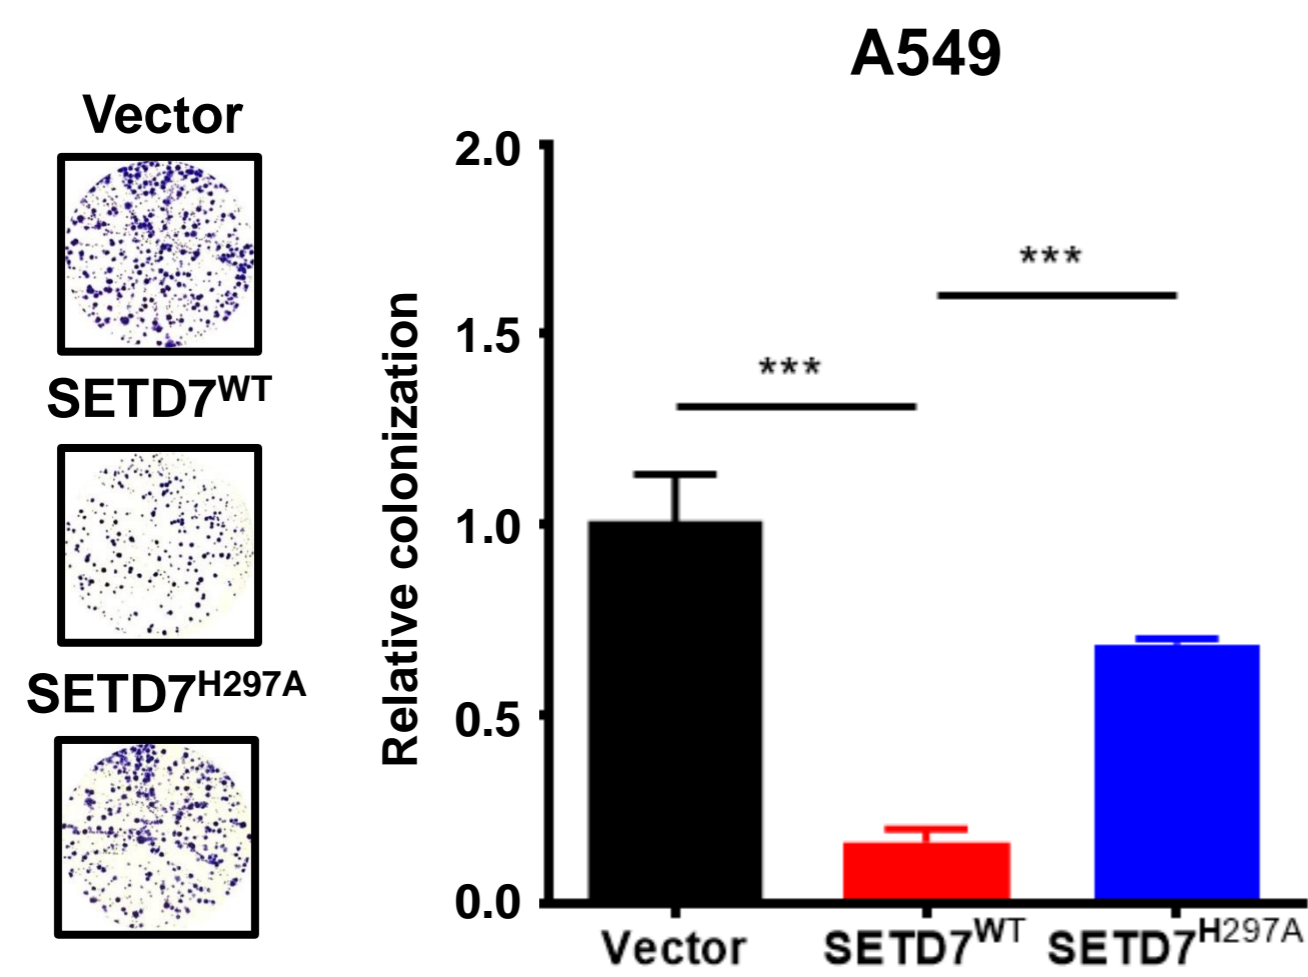 A549
Vector
SETD7WT
SETD7H297A
Relative colonization
2.0
1.5
1.0
0.5
0.0
***
***
Vector
SETD7WT
SETD7H297A